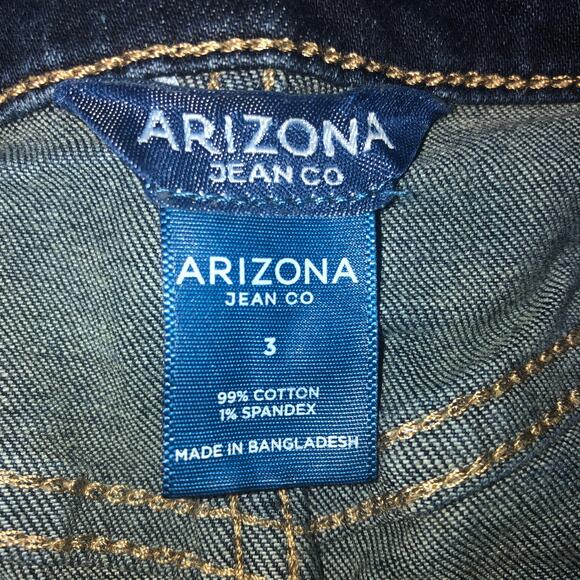 ARIZONA
JEAN CO
ARIZONA
JEAN CO
3
99% COTTON
1% SPANDEX
MADE IN BANGLADESH